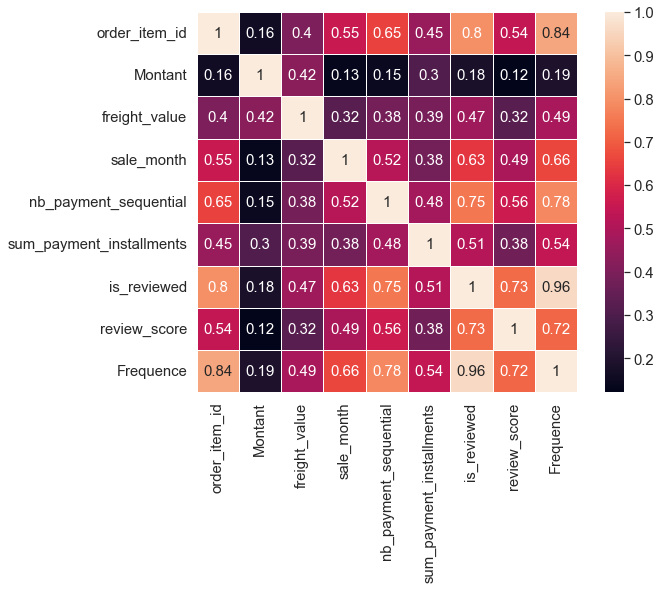 order_item_id 1 0.16 0.4 0.55 0.65 0.45 0.8 0.54 0.84
Montant 0.16 1 0.42 0.13 0.15 0.3 0.18 0.12 0.19
freight_value 0.4 0.42 1 0.32 0.38 0.39 0.47 0.32 0.49
sale_month 0.55 0.13 0.32 1 0.52 0.38 0.63 0.49 0.66
nb_payment_sequential 0.65 0.15 0.38 0.52 1 0.48 0.75 0.56 0.78
sum_payment_installments 0.45 0.3 0.39 0.38 0.48 1 0.51 0.38 0.54
is_reviewed 0.8 0.18 0.47 0.63 0.75 0.51 1 0.73 0.96
review_score 0.54 0.12 0.32 0.49 0.56 0.38 0.73 1 0.72
Frequence 0.84 0.19 0.49 0.66 0.78 0.54 0.96 0.72 1
order_item_id
Montant
freight_value
sale_month
nb_payment_sequential
sum_payment_installments
is_reviewed
review_score
Frequence
1.0
0.9
0.8
0.7
0.6
0.5
0.4
0.3
0.2